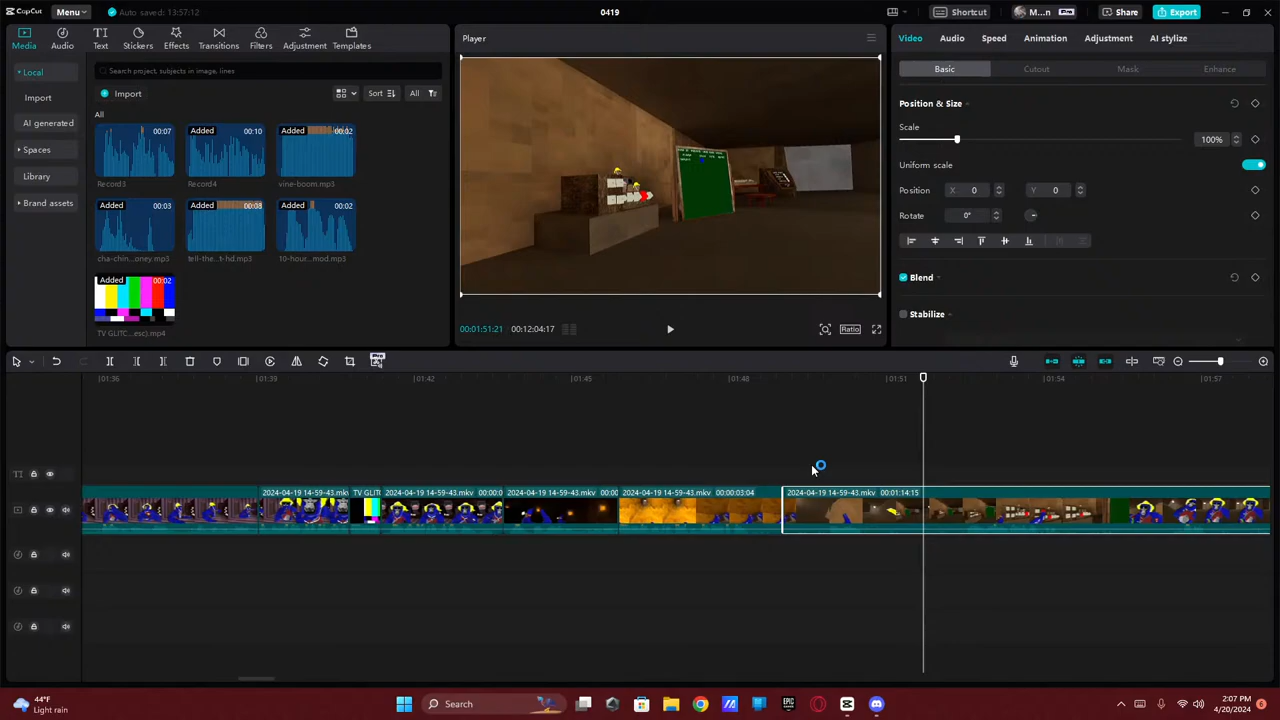 CapCut Menu Auto saved: 13:57:12 0419 Shortcut M...n Pro Share Export
Media Audio Text Stickers Effects Transitions Filters Adjustment Templates
Local
Import
AI generated
Spaces
Library
Brand assets
Search project, subjects in image, lines
Import Sort All
All
Added 00:07
Record3
Added 00:10
Record4
Added 00:02
vine-boom.mp3
Added 00:03
cha-chin...oney.mp3
Added 00:08
tell-the...t-hd.mp3
Added 00:02
10-hour...mod.mp3
Added 00:02
TV GLITC...esc).mp4
Player
00:01:51:21 00:12:04:17 Ratio
Video Audio Speed Animation Adjustment AI stylize
Basic Cutout Mask Enhance
Position & Size
Scale
100%
Uniform scale
Position X 0 Y 0
Rotate 0°
Blend
Stabilize
Pro
01:36 01:39 01:42 01:45 01:48 01:51 01:54 01:57
2024-04-19 14-59-43.mkv TV GLIT 2024-04-19 14-59-43.mkv 00:00:0 2024-04-19 14-59-43.mkv 00:00 2024-04-19 14-59-43.mkv 00:00:03:04 2024-04-19 14-59-43.mkv 00:01:14:15
44°F
Light rain
Search
EPIC
2:07 PM
4/20/2024